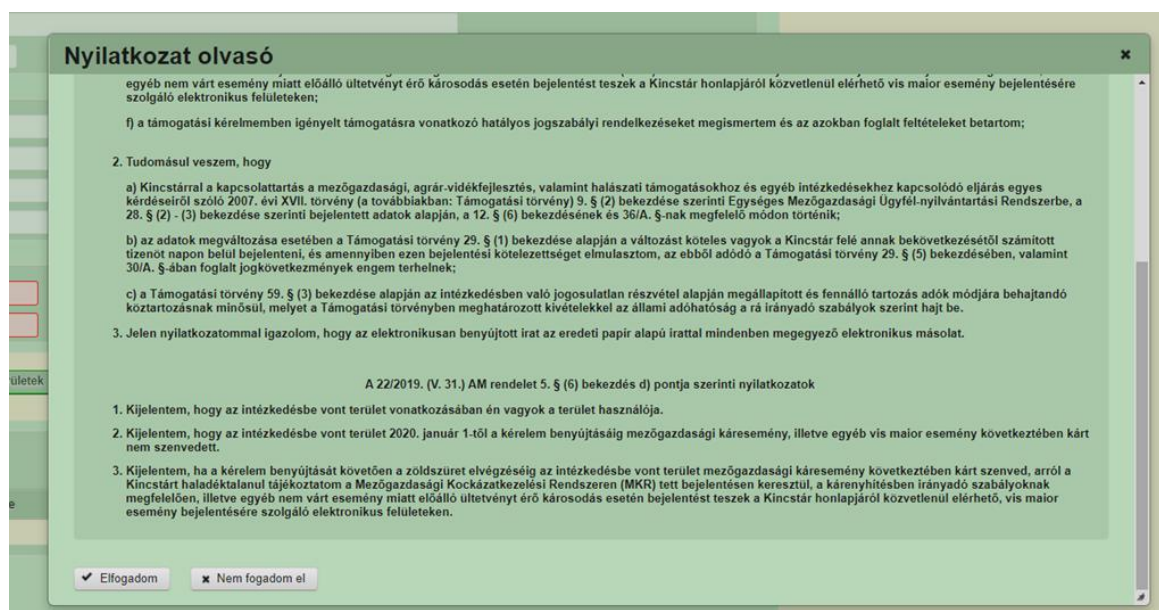 Nyilatkozat olvasó
egyéb nem várt esemény miatt előálló ültetvényt érő károsodás esetén bejelentést teszek a Kincstár honlapjáról közvetlenül elérhető vis maior esemény bejelentésére
szolgáló elektronikus felületeken;
f) a támogatási kérelmemben igényelt támogatásra vonatkozó hatályos jogszabályi rendelkezéseket megismertem és az azokban foglalt feltételeket betartom;
2. Tudomásul veszem, hogy
a) Kincstárral a kapcsolattartás a mezőgazdasági, agrár-vidékfejlesztés, valamint halászati támogatásokhoz és egyéb intézkedésekhez kapcsolódó eljárás egyes
kérdéseiről szóló 2007. évi XVII. törvény (a továbbiakban: Támogatási törvény) 9. § (2) bekezdése szerinti Egységes Mezőgazdasági Ügyfél-nyilvántartási Rendszerbe, a
28. § (2) - (3) bekezdése szerinti bejelentett adatok alapján, a 12. § (6) bekezdésének és 36/A. §-nak megfelelő módon történik;
b) az adatok megváltozása esetében a Támogatási törvény 29. § (1) bekezdése alapján a változást köteles vagyok a Kincstár felé annak bekövetkezésétől számított
tizenöt napon belül bejelenteni, és amennyiben ezen bejelentési kötelezettséget elmulasztom, az ebből adódó a Támogatási törvény 29. § (5) bekezdésében, valamint
30/A. §-ában foglalt jogkövetkezmények engem terhelnek;
c) a Támogatási törvény 59. § (3) bekezdése alapján az intézkedésben való jogosulatlan részvétel alapján megállapított és fennálló tartozás adók módjára behajtandó
köztartozásnak minősül, melyet a Támogatási törvényben meghatározott kivételekkel az állami adóhatóság a rá irányadó szabályok szerint hajt be.
3. Jelen nyilatkozatommal igazolom, hogy az elektronikusan benyújtott irat az eredeti papír alapú irattal mindenben megegyező elektronikus másolat.
ületek
A 22/2019. (V. 31.) AM rendelet 5. § (6) bekezdés d) pontja szerinti nyilatkozatok
1. Kijelentem, hogy az intézkedésbe vont terület vonatkozásában én vagyok a terület használója.
2. Kijelentem, hogy az intézkedésbe vont terület 2020. január 1-től a kérelem benyújtásáig mezőgazdasági káresemény, illetve egyéb vis maior esemény következtében kárt
nem szenvedett.
3. Kijelentem, ha a kérelem benyújtását követően a zöldszüret elvégzéséig az intézkedésbe vont terület mezőgazdasági káresemény következtében kárt szenved, arról a
Kincstárt haladéktalanul tájékoztatom a Mezőgazdasági Kockázatkezelési Rendszeren (MKR) tett bejelentésen keresztül, a kárenyhítésben irányadó szabályoknak
megfelelően, illetve egyéb nem várt esemény miatt előálló ültetvényt érő károsodás esetén bejelentést teszek a Kincstár honlapjáról közvetlenül elérhető, vis maior
esemény bejelentésére szolgáló elektronikus felületeken.
Elfogadom
Nem fogadom el